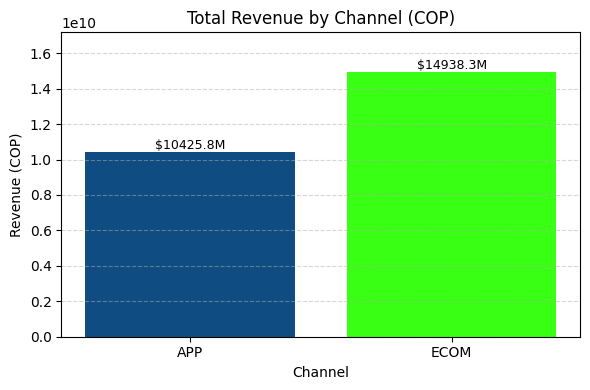 Total Revenue by Channel (COP)
1e10
1.6
1.4
1.2
1.0
0.8
0.6
0.4
0.2
0.0
Revenue (COP)
$10425.8M
$14938.3M
APP
ECOM
Channel